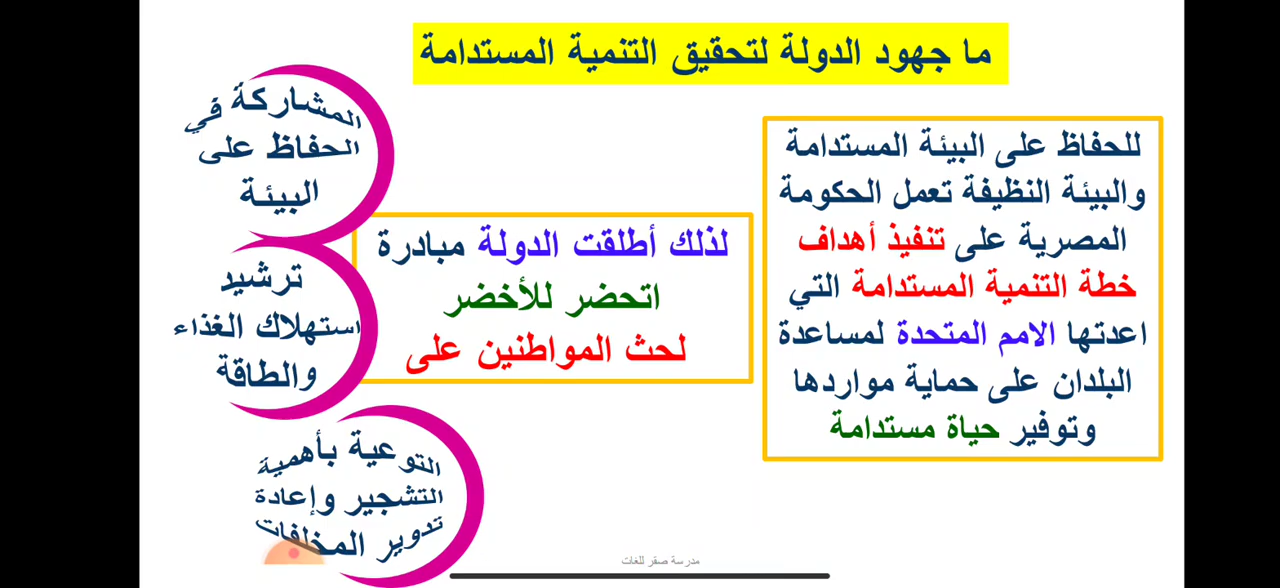 ما جهود الدولة لتحقيق التنمية المستدامة
للحفاظ على البيئة المستدامة
والبيئة النظيفة تعمل الحكومة
المصرية على تنفيذ أهداف
خطة التنمية المستدامة التي
اعدتها الامم المتحدة لمساعدة
البلدان على حماية مواردها
وتوفير حياة مستدامة
لذلك أطلقت الدولة مبادرة
اتحضر للأخضر
لحث المواطنين على
المشاركة في
الحفاظ على
البيئة
ترشيد
استهلاك الغذاء
والطاقة
التوعية بأهمية
التشجير وإعادة
تدوير المخلفات
مدرسة صقر للغات